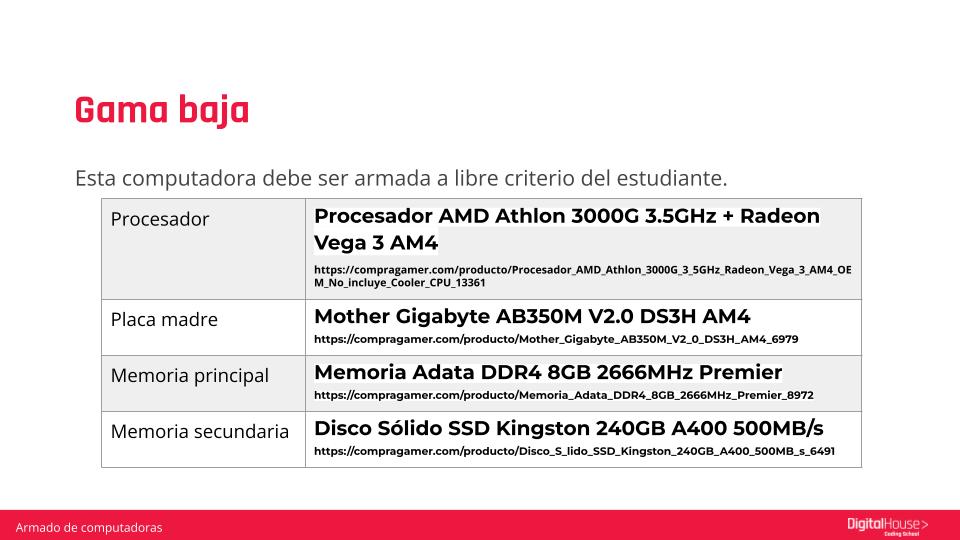 Gama baja
Esta computadora debe ser armada a libre criterio del estudiante.
Procesador
Procesador AMD Athlon 3000G 3.5GHz + Radeon
Vega 3 AM4
https://compragamer.com/producto/Procesador_AMD_Athlon_3000G_3_5GHz_Radeon_Vega_3_AM4_OE
M_No_incluye_Cooler_CPU_13361
Placa madre
Mother Gigabyte AB350M V2.0 DS3H AM4
https://compragamer.com/producto/Mother_Gigabyte_AB350M_V2_0_DS3H_AM4_6979
Memoria principal
Memoria Adata DDR4 8GB 2666MHz Premier
https://compragamer.com/producto/Memoria_Adata_DDR4_8GB_2666MHz_Premier_8972
Memoria secundaria
Disco Sólido SSD Kingston 240GB A400 500MB/s
https://compragamer.com/producto/Disco_S_lido_SSD_Kingston_240GB_A400_500MB_s_6491
Armado de computadoras
DigitalHouse>
Coding School